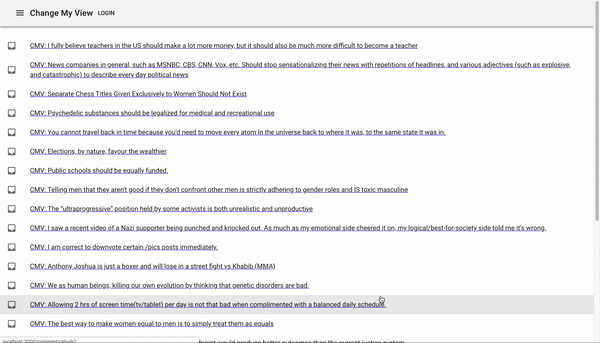 Change My View LOGIN
CMV: I fully believe teachers in the US should make a lot more money, but it should also be much more difficult to become a teacher
CMV: News companies in general, such as MSNBC, CBS, CNN, Vox, etc. Should stop sensationalizing their news with repetitions of headlines, and various adjectives (such as explosive,
and catastrophic) to describe every day political news
CMV: Separate Chess Titles Given Exclusively to Women Should Not Exist
CMV: Psychedelic substances should be legalized for medical and recreational use
CMV: You cannot travel back in time because you'd need to move every atom in the universe back to where it was, to the same state it was in.
CMV: Elections, by nature, favour the wealthier
CMV: Public schools should be equally funded.
CMV: Telling men that they aren't good if they don't confront other men is strictly adhering to gender roles and IS toxic masculine
CMV: The "ultraprogressive" position held by some activists is both unrealistic and unproductive
CMV: I saw a recent video of a Nazi supporter being punched and knocked out. As much as my emotional side cheered it on, my logical/best-for-society side told me it's wrong.
CMV: I am correct to downvote certain /pics posts immediately.
CMV: Anthony Joshua is just a boxer and will lose in a street fight vs Khabib (MMA)
CMV: We as human beings, killing our own evolution by thinking that genetic disorders are bad.
CMV: Allowing 2 hrs of screen time(tv/tablet) per day is not that bad when complimented with a balanced daily schedule.
CMV: The best way to make women equal to men is to simply treat them as equals
would produce better outcomes than the current justice system